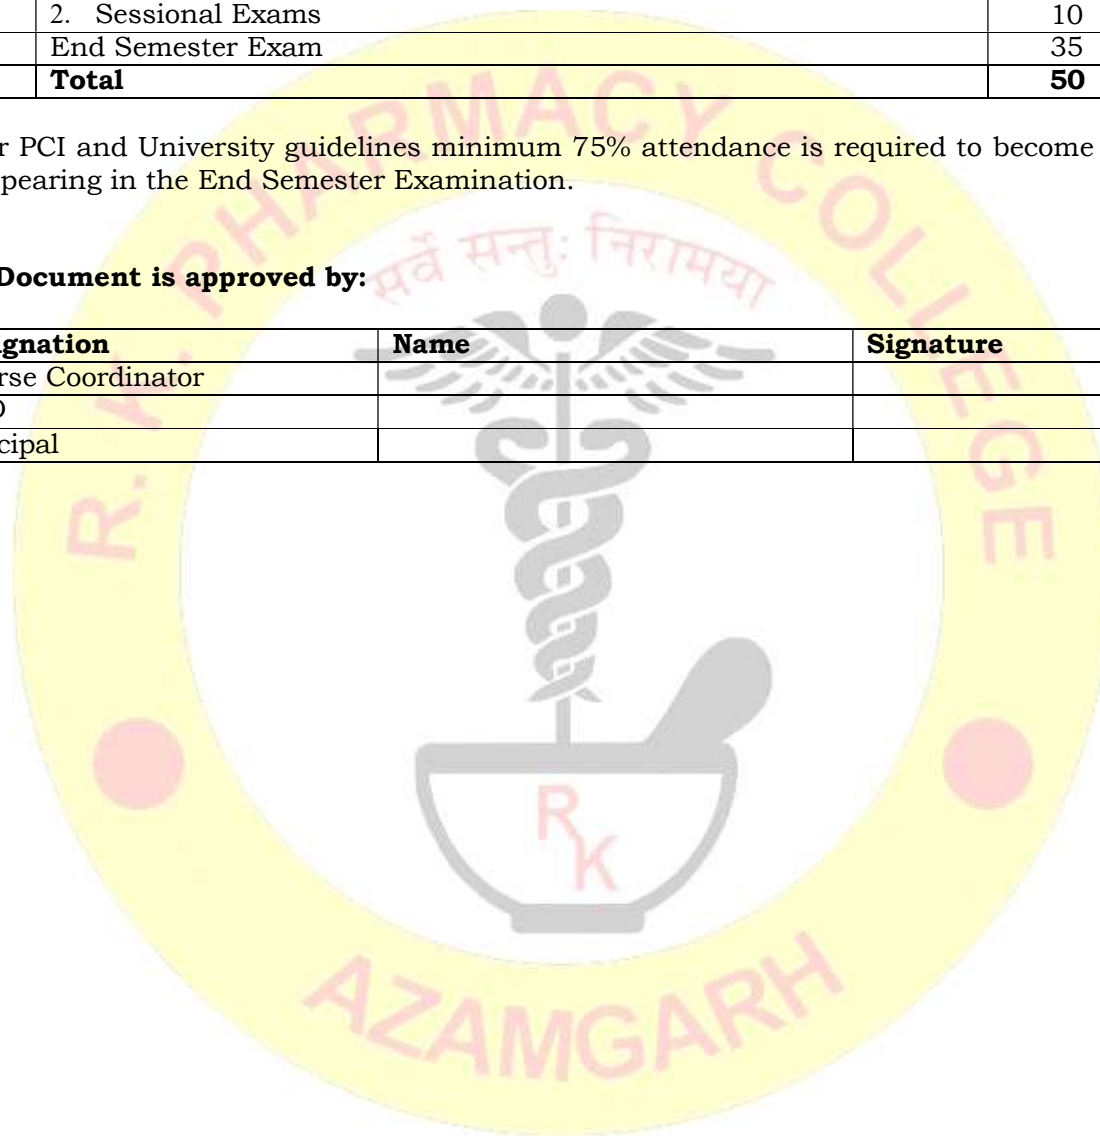 2. Sessional Exams 10
End Semester Exam 35
Total 50
r PCI and University guidelines minimum 75% attendance is required to become
pearing in the End Semester Examination.
Document is approved by:
gnation Name Signature
rse Coordinator
cipal
R. K. PHARMACY COLLEGE
सर्वे सन्तु: निरामया
R
K
AZAMGARH